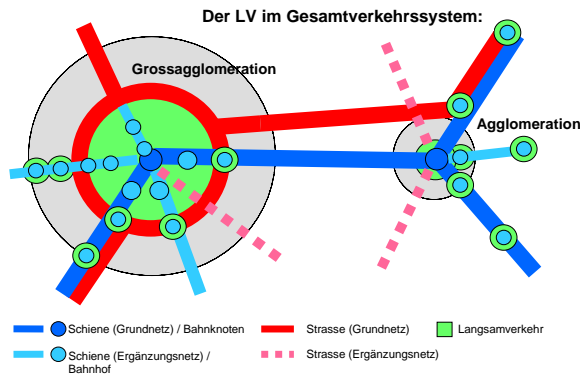 Der LV im Gesamtverkehrssystem:
Grossagglomeration
Agglomeration
Schiene (Grundnetz) / Bahnknoten
Strasse (Grundnetz)
Langsamverkehr
Schiene (Ergänzungsnetz) /
Bahnhof
Strasse (Ergänzungsnetz)